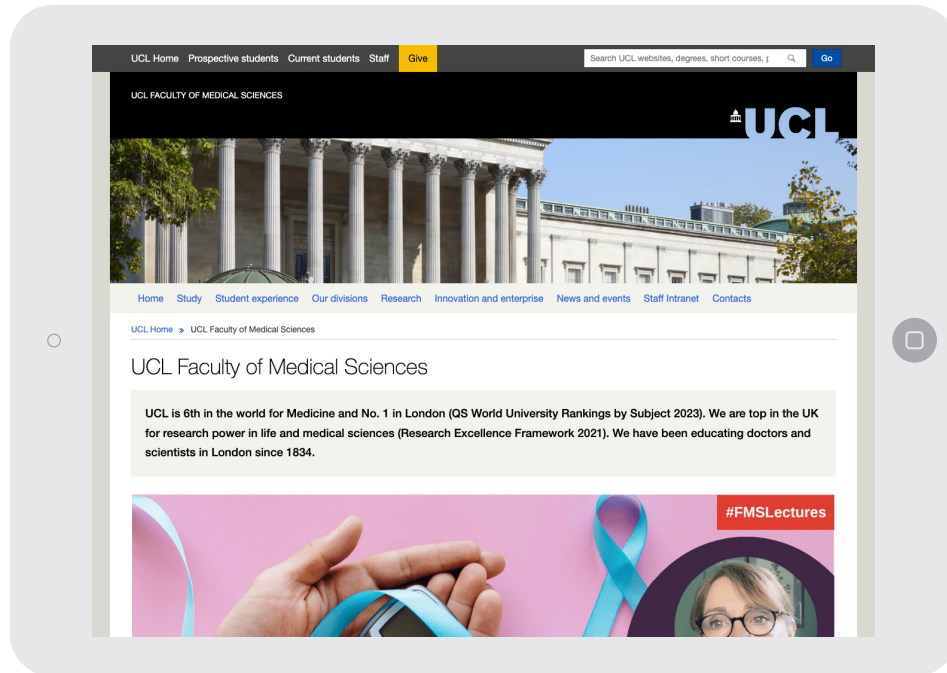 UCL Home Prospective students Current students Staff Give Search UCL websites, degrees, short courses, p Go
UCL FACULTY OF MEDICAL SCIENCES
UCL
Home Study Student experience Our divisions Research Innovation and enterprise News and events Staff Intranet Contacts
UCL Home » UCL Faculty of Medical Sciences
UCL Faculty of Medical Sciences
UCL is 6th in the world for Medicine and No. 1 in London (QS World University Rankings by Subject 2023). We are top in the UK
for research power in life and medical sciences (Research Excellence Framework 2021). We have been educating doctors and
scientists in London since 1834.
#FMSLectures